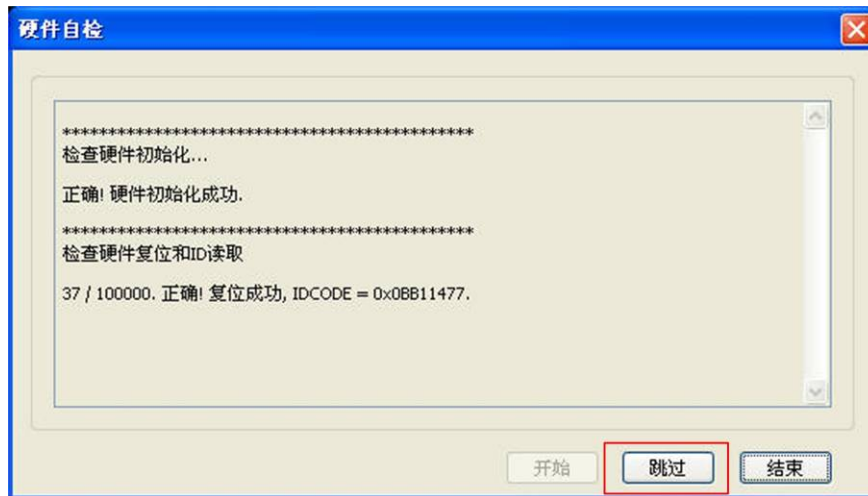 硬件自检
*********************************************
检查硬件初始化...
正确! 硬件初始化成功.
*********************************************
检查硬件复位和ID读取
37 / 100000. 正确! 复位成功, IDCODE = 0x0BB11477.
开始
跳过
结束